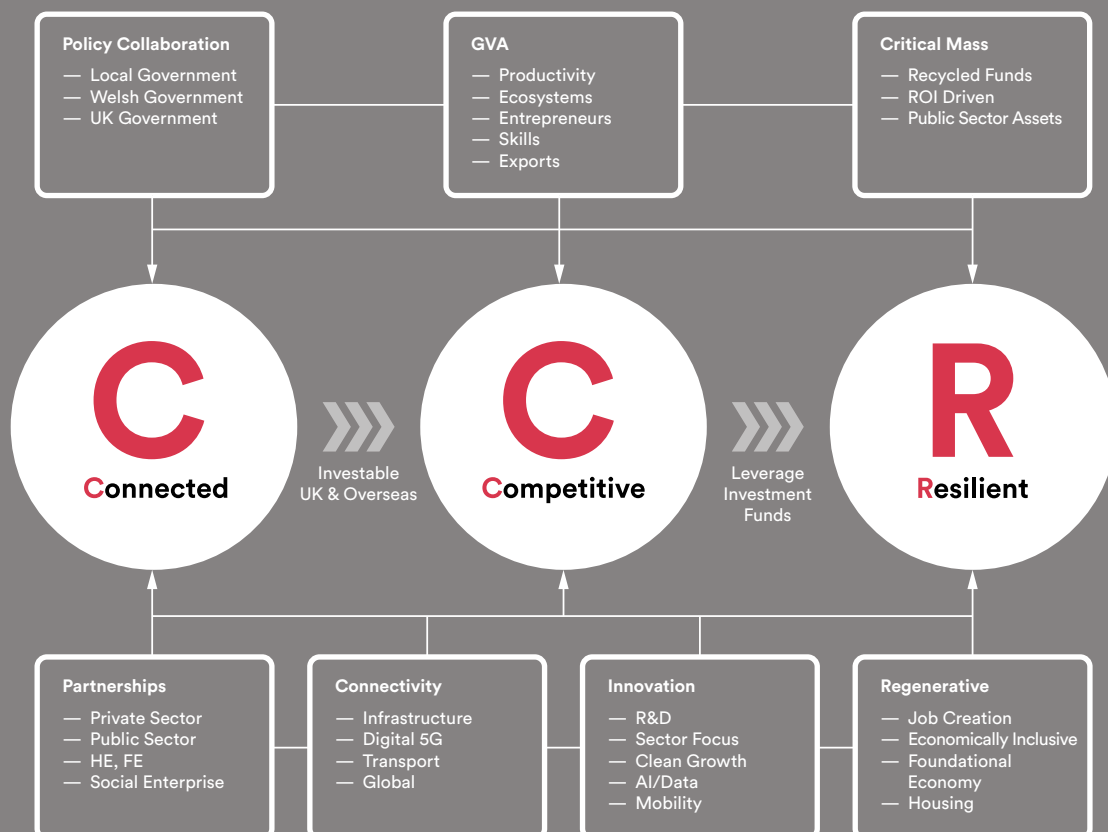 Policy Collaboration
— Local Government
— Welsh Government
— UK Government
GVA
— Productivity
— Ecosystems
— Entrepreneurs
— Skills
— Exports
Critical Mass
— Recycled Funds
— ROI Driven
— Public Sector Assets
C
Connected
Investable
UK & Overseas
C
Competitive
Leverage
Investment
Funds
R
Resilient
Partnerships
— Private Sector
— Public Sector
— HE, FE
— Social Enterprise
Connectivity
— Infrastructure
— Digital 5G
— Transport
— Global
Innovation
— R&D
— Sector Focus
— Clean Growth
— AI/Data
— Mobility
Regenerative
— Job Creation
— Economically Inclusive
— Foundational
Economy
— Housing